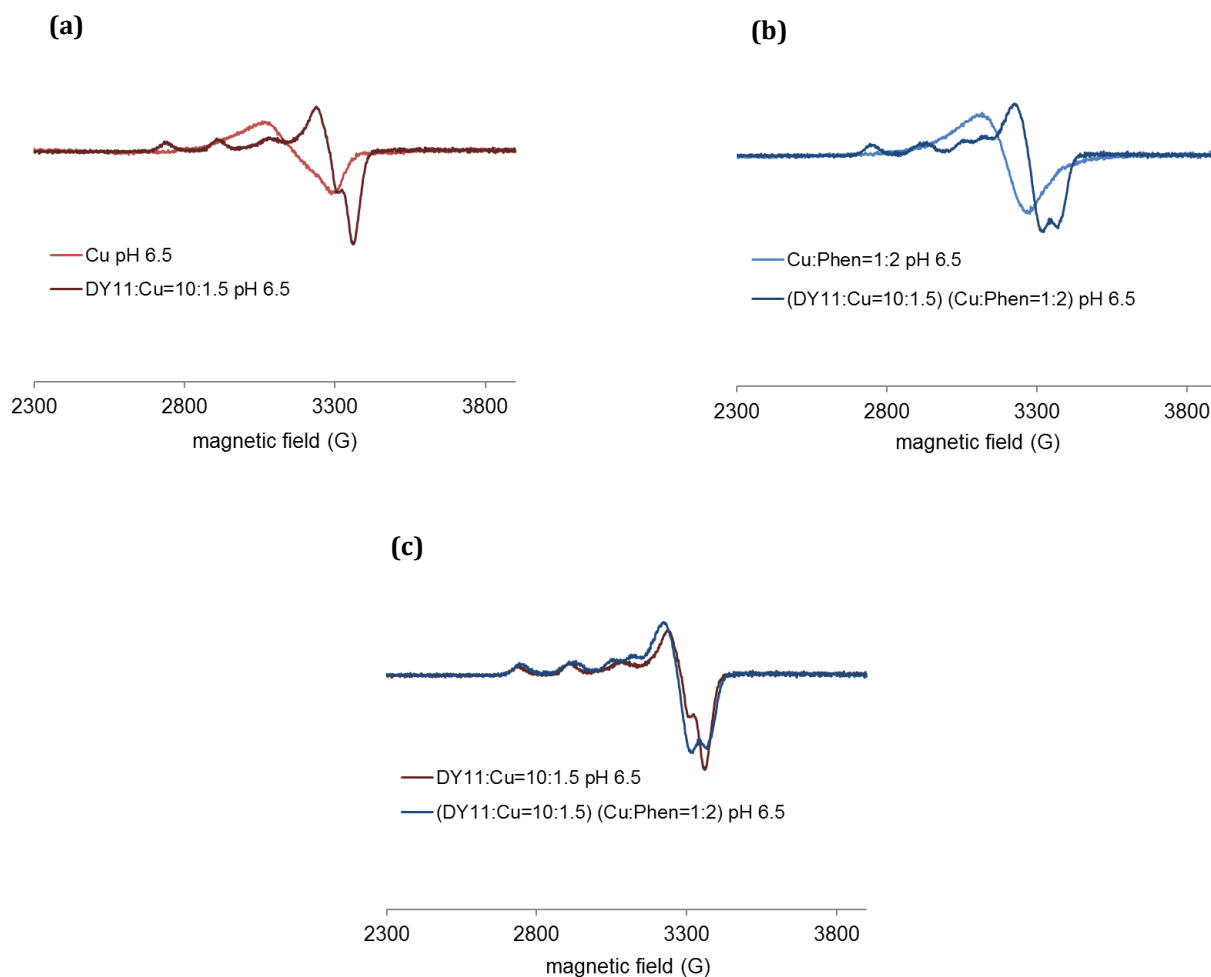 (a)
Cu pH 6.5
DY11:Cu=10:1.5 pH 6.5
2300 2800 3300 3800
magnetic field (G)
(b)
Cu:Phen=1:2 pH 6.5
(DY11:Cu=10:1.5) (Cu:Phen=1:2) pH 6.5
2300 2800 3300 3800
magnetic field (G)
(c)
DY11:Cu=10:1.5 pH 6.5
(DY11:Cu=10:1.5) (Cu:Phen=1:2) pH 6.5
2300 2800 3300 3800
magnetic field (G)